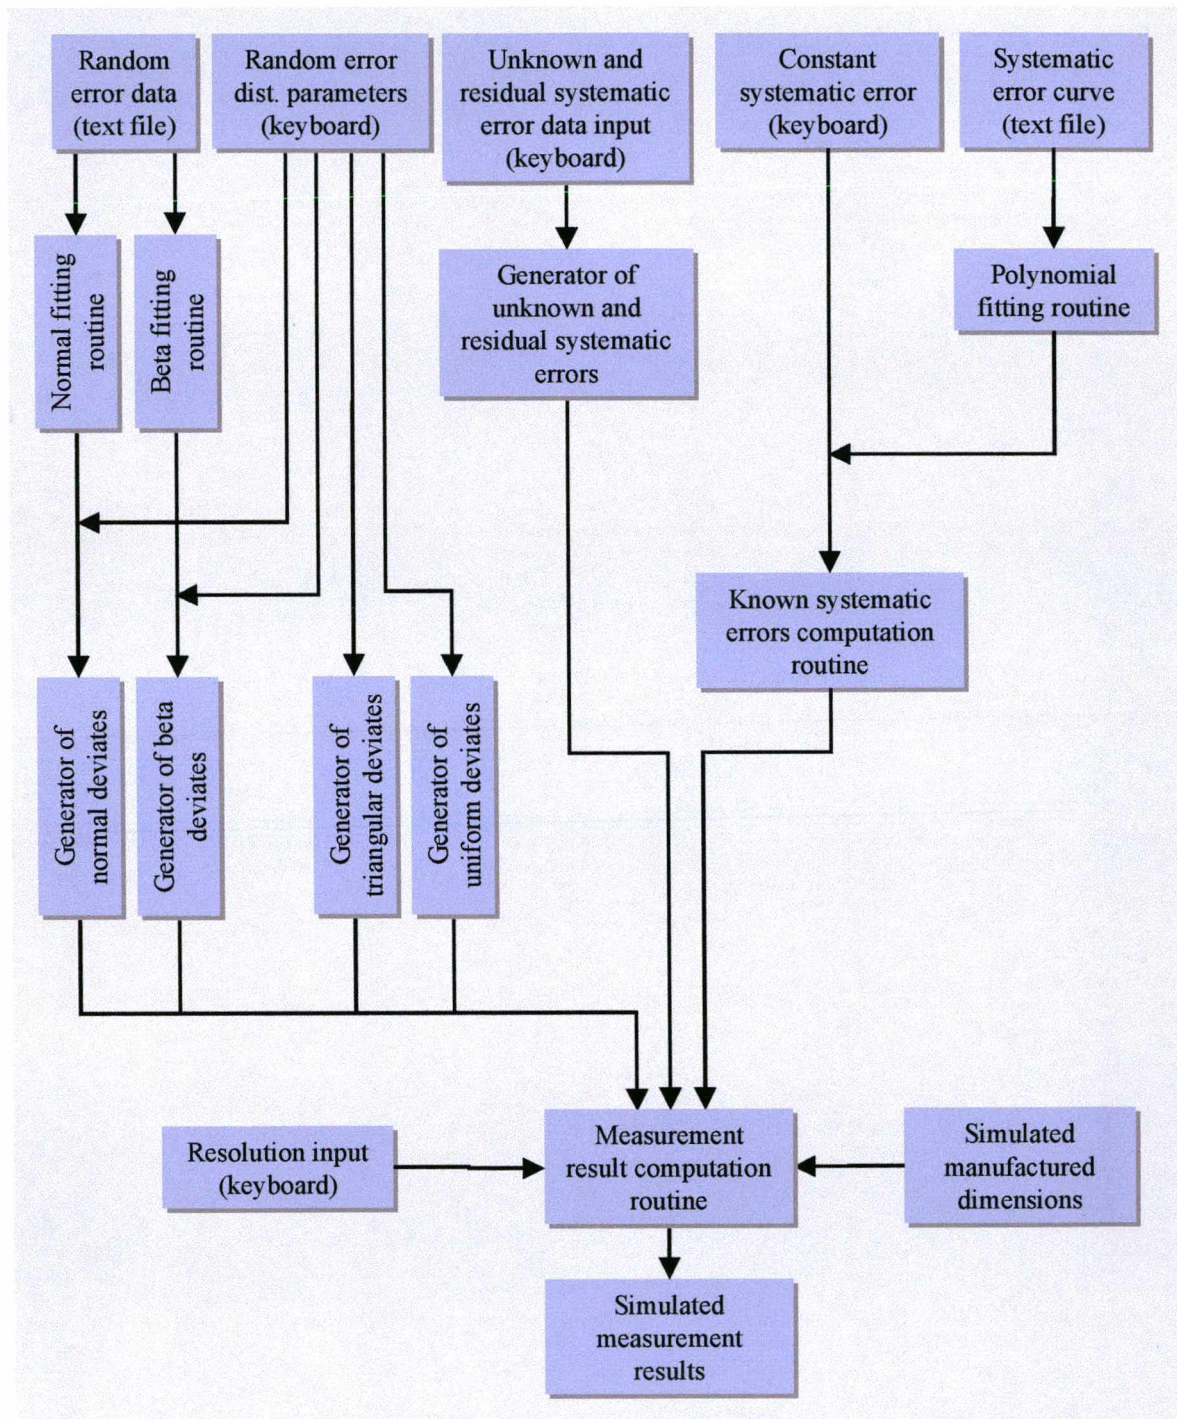 Random
error data
(text file)
Random error
dist. parameters
(keyboard)
Unknown and
residual systematic
error data input
(keyboard)
Constant
systematic error
(keyboard)
Systematic
error curve
(text file)
Normal fitting
routine
Beta fitting
routine
Generator of
unknown and
residual systematic
errors
Polynomial
fitting routine
Known systematic
errors computation
routine
Generator of
normal deviates
Generator of beta
deviates
Generator of
triangular deviates
Generator of
uniform deviates
Resolution input
(keyboard)
Measurement
result computation
routine
Simulated
manufactured
dimensions
Simulated
measurement
results